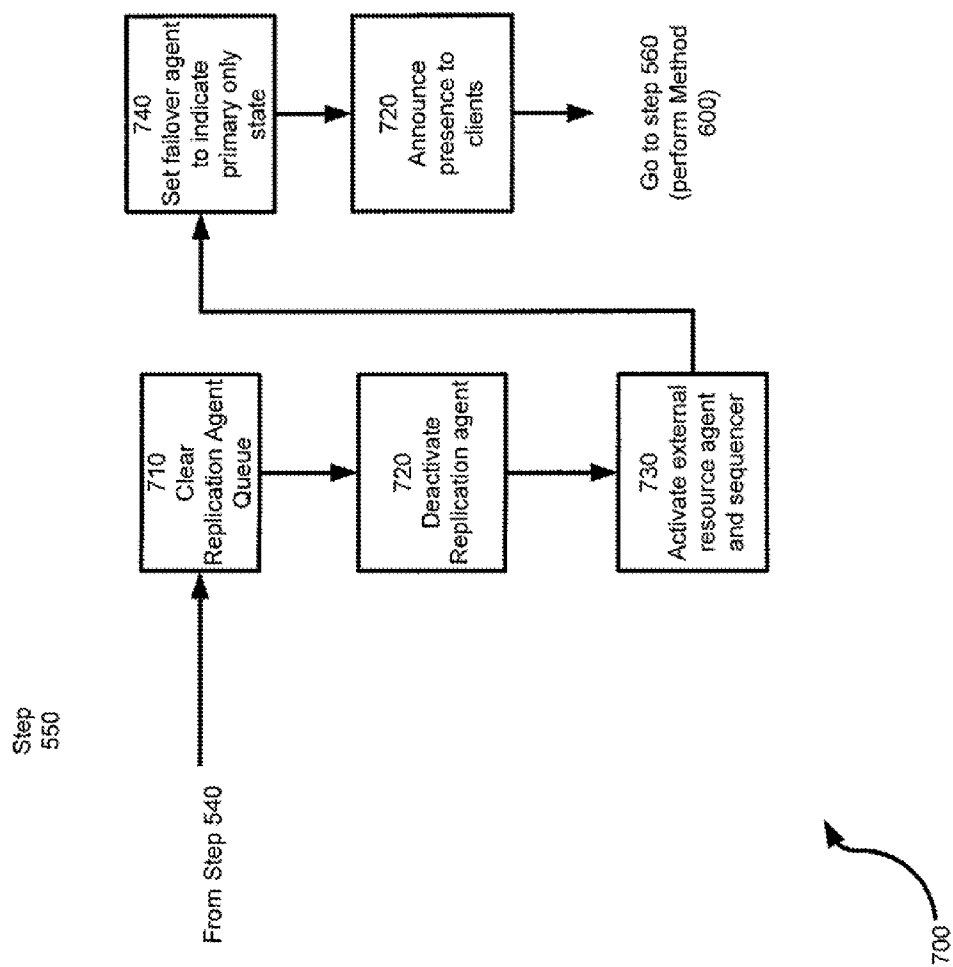 Step
550
From Step 540
710
Clear
Replication Agent
Queue
720
Deactivate
Replication agent
730
Activate external
resource agent
and sequencer
740
Set failover agent
to indicate
primary only
state
720
Announce
presence to
clients
Go to step 560
(perform Method
600)
700